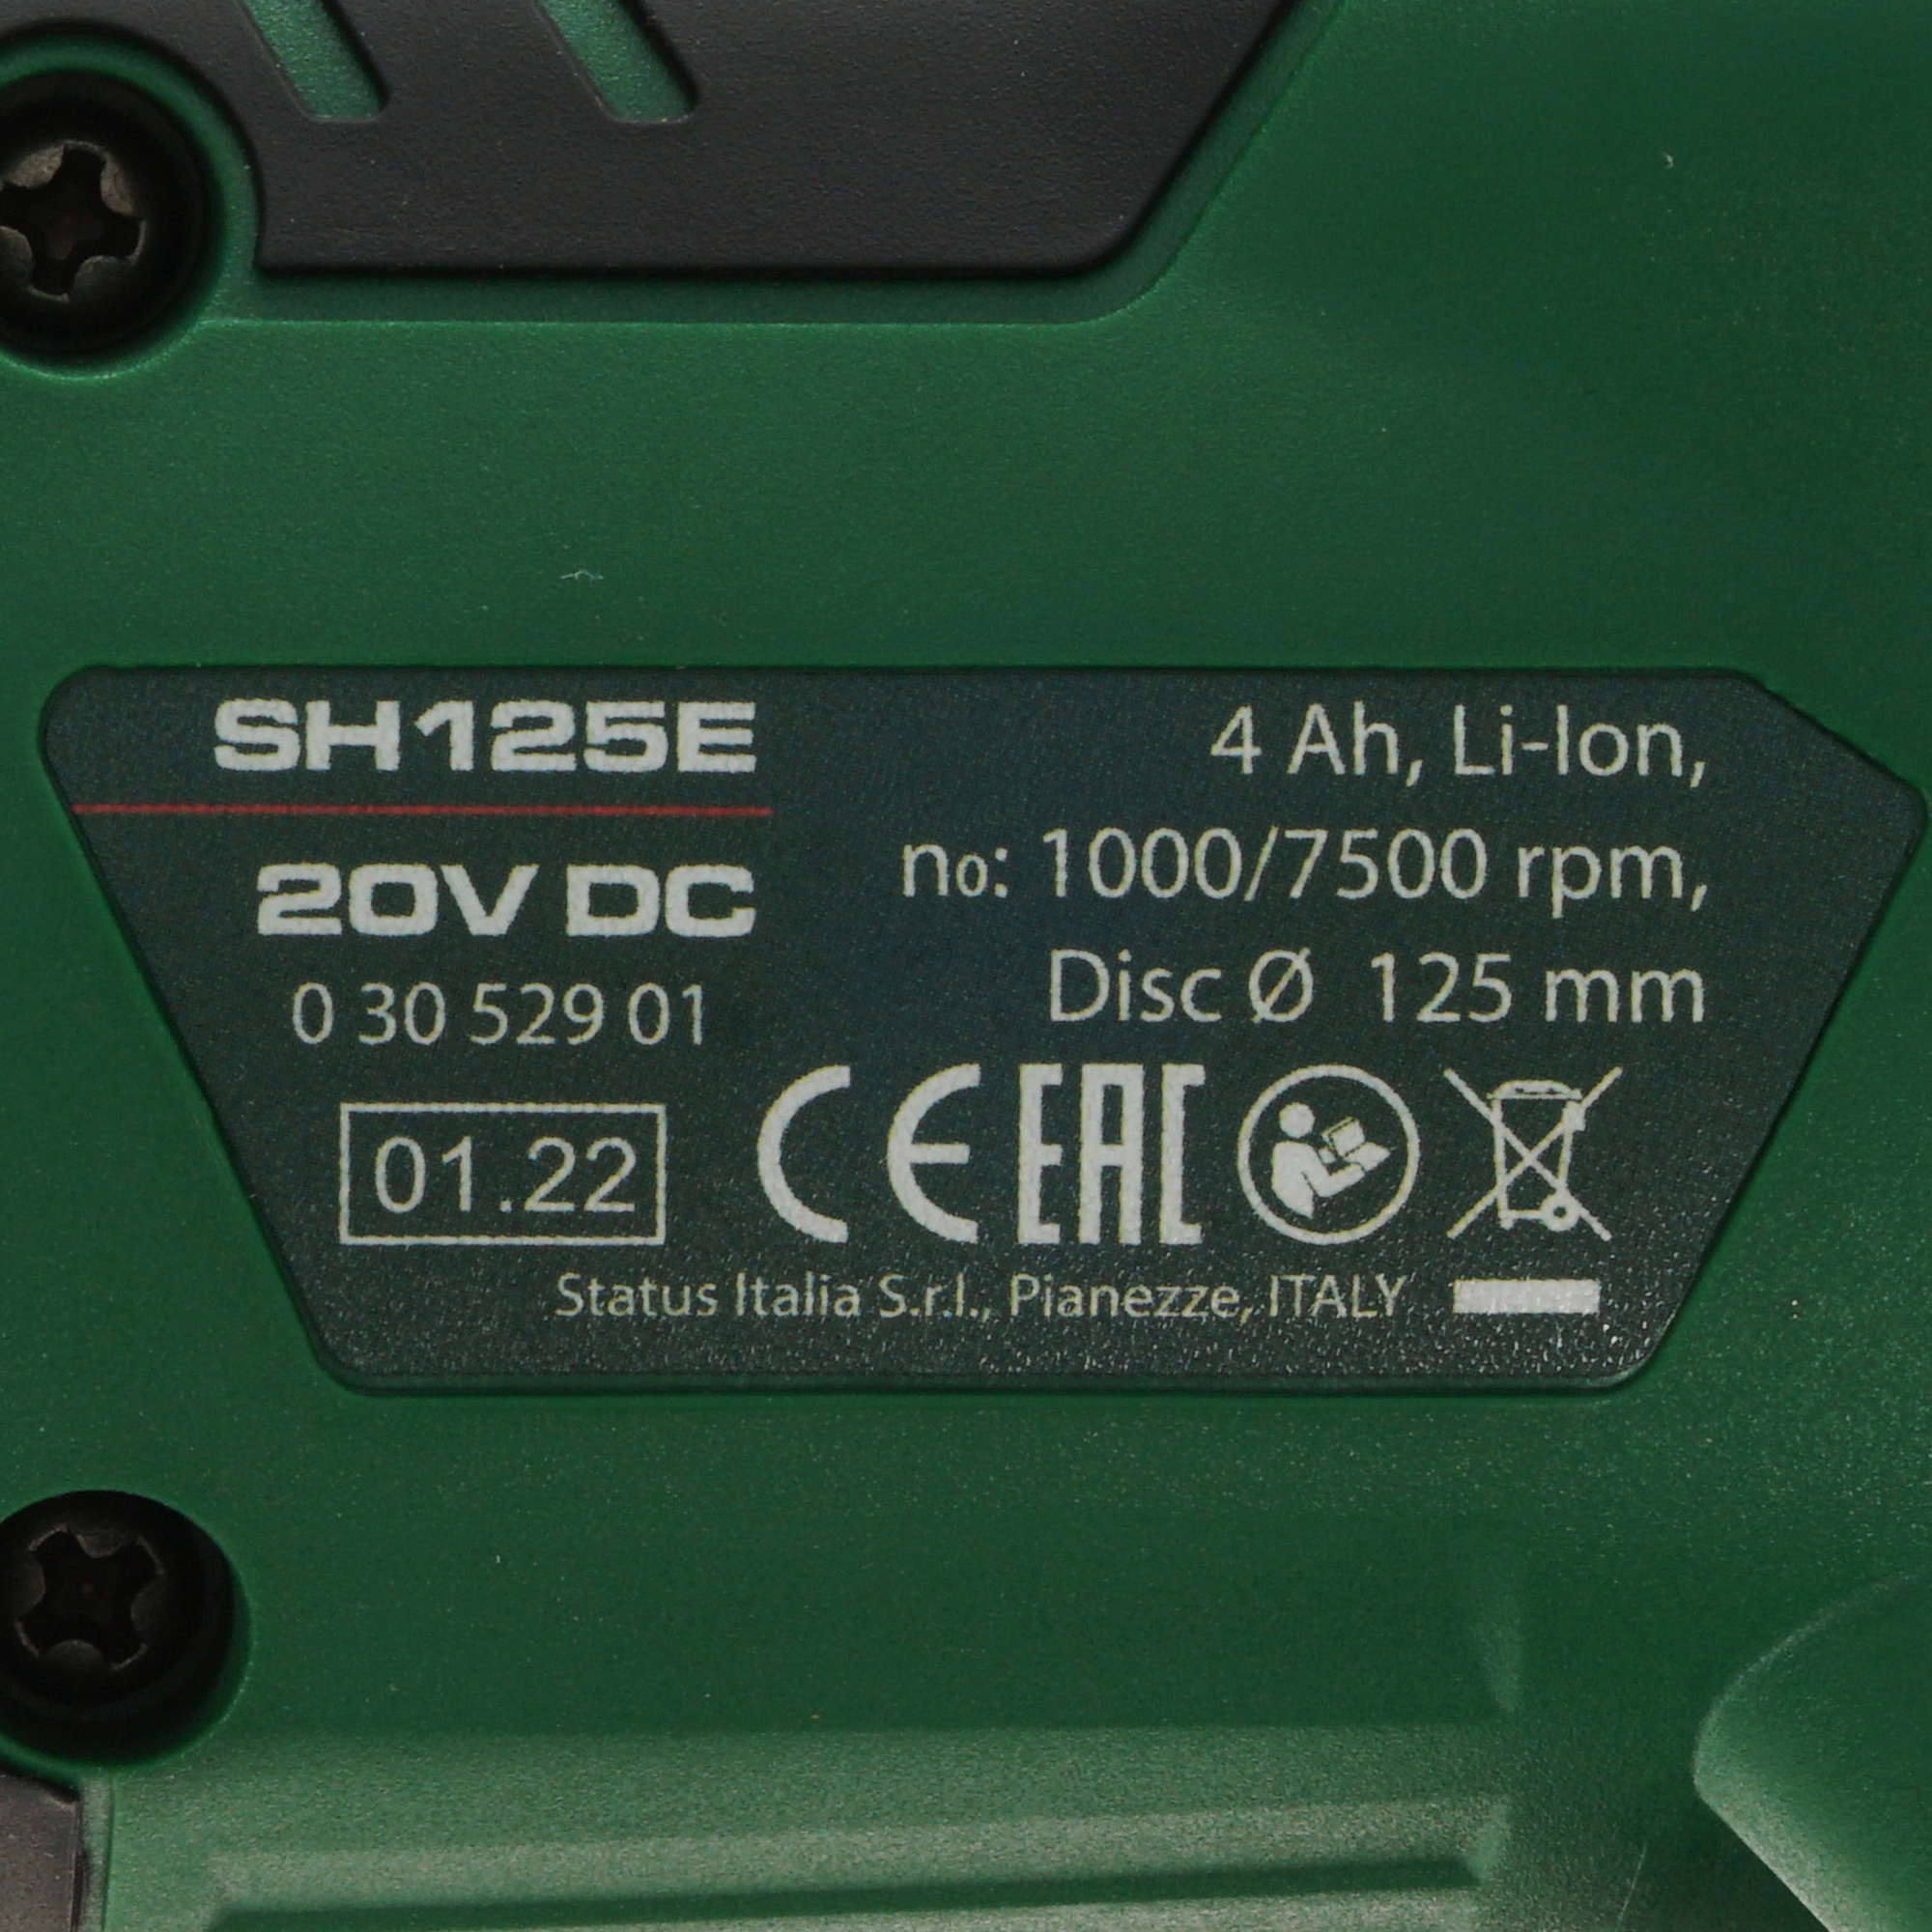 SH125E
20V DC
0 30 529 01
4 Ah, Li-Ion,
n₀: 1000/7500 rpm,
Disc Ø 125 mm
01.22
CE EAC
Status Italia S.r.l., Pianezze, ITALY